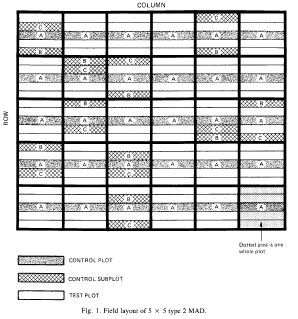 COLUMN
C
C
A A A A A A
B B
B C
C
A A A A A A
B
B B
A A A A A A
C C
B C
B
B
A A A A A A
C C
B
A A A A A A
C
ROW
Dotted area is one
whole plot
CONTROL PLOT
CONTROL SUBPLOT
TEST PLOT
Fig. 1. Field layout of 5 × 5 type 2 MAD.